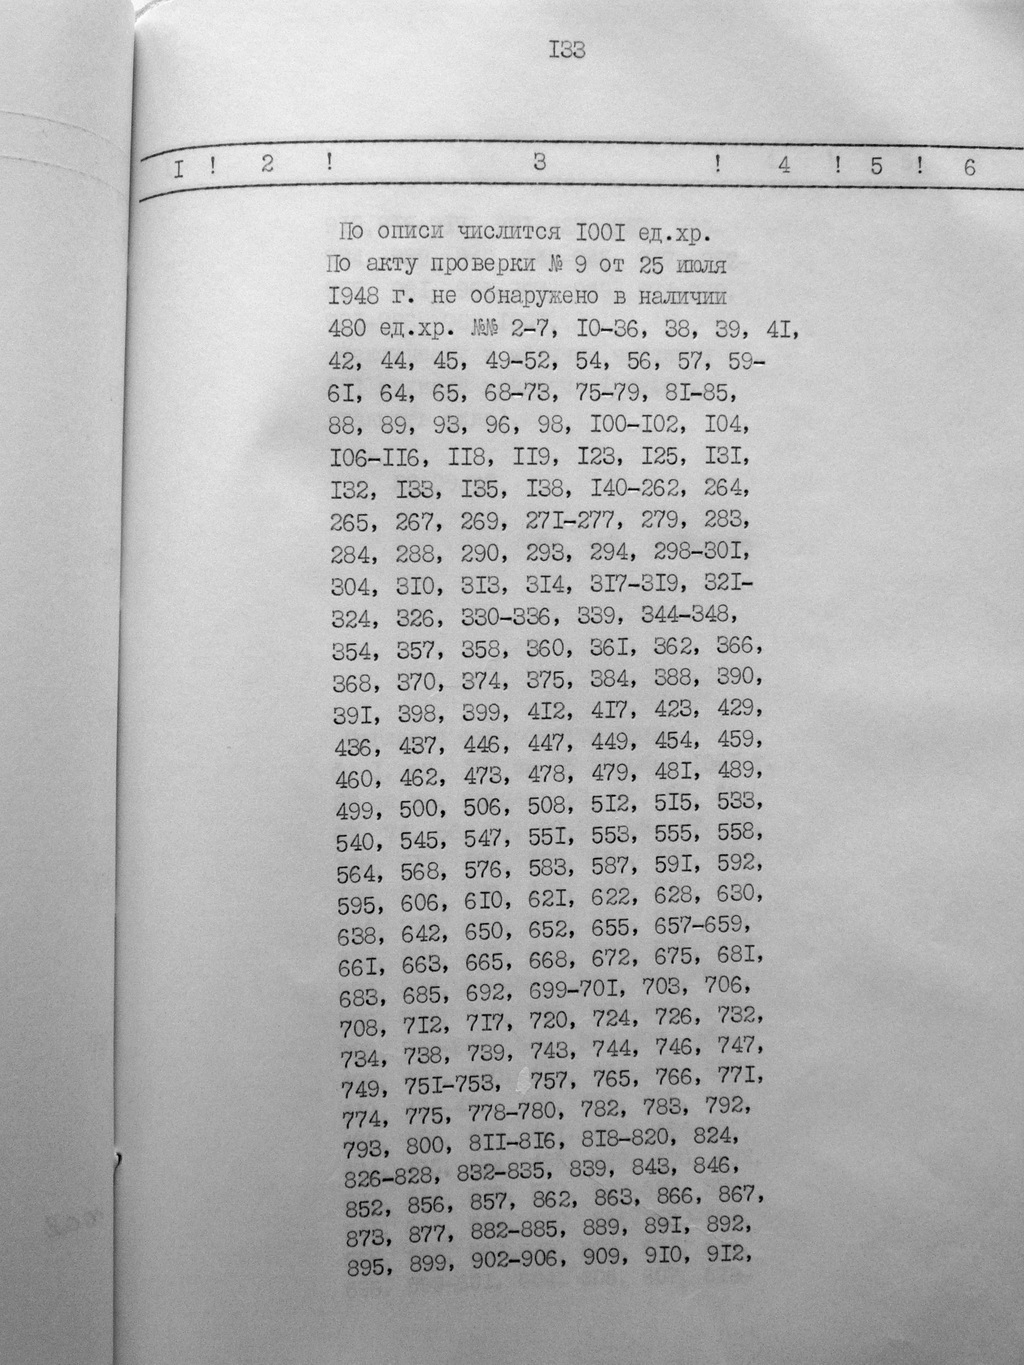 I33
I ! 2 ! 3 ! 4 ! 5 ! 6
По описи числится I00I ед.хр.
По акту проверки № 9 от 25 июля
I948 г. не обнаружено в наличии
480 ед.хр. №№ 2-7, I0-36, 38, 39, 4I,
42, 44, 45, 49-52, 54, 56, 57, 59-
6I, 64, 65, 68-73, 75-79, 8I-85,
88, 89, 93, 96, 98, I00-I02, I04,
I06-II6, II8, II9, I23, I25, I3I,
I32, I33, I35, I38, I40-262, 264,
265, 267, 269, 27I-277, 279, 283,
284, 288, 290, 293, 294, 298-30I,
304, 3I0, 3I3, 3I4, 3I7-3I9, 32I-
324, 326, 330-336, 339, 344-348,
354, 357, 358, 360, 36I, 362, 366,
368, 370, 374, 375, 384, 388, 390,
39I, 398, 399, 4I2, 4I7, 423, 429,
436, 437, 446, 447, 449, 454, 459,
460, 462, 473, 478, 479, 48I, 489,
499, 500, 506, 508, 5I2, 5I5, 533,
540, 545, 547, 55I, 553, 555, 558,
564, 568, 576, 583, 587, 59I, 592,
595, 606, 6I0, 62I, 622, 628, 630,
638, 642, 650, 652, 655, 657-659,
66I, 663, 665, 668, 672, 675, 68I,
683, 685, 692, 699-70I, 703, 706,
708, 7I2, 7I7, 720, 724, 726, 732,
734, 738, 739, 743, 744, 746, 747,
749, 75I-753, 757, 765, 766, 77I,
774, 775, 778-780, 782, 783, 792,
793, 800, 8II-8I6, 8I8-820, 824,
826-828, 832-835, 839, 843, 846,
852, 856, 857, 862, 863, 866, 867,
873, 877, 882-885, 889, 89I, 892,
895, 899, 902-906, 909, 9I0, 9I2,